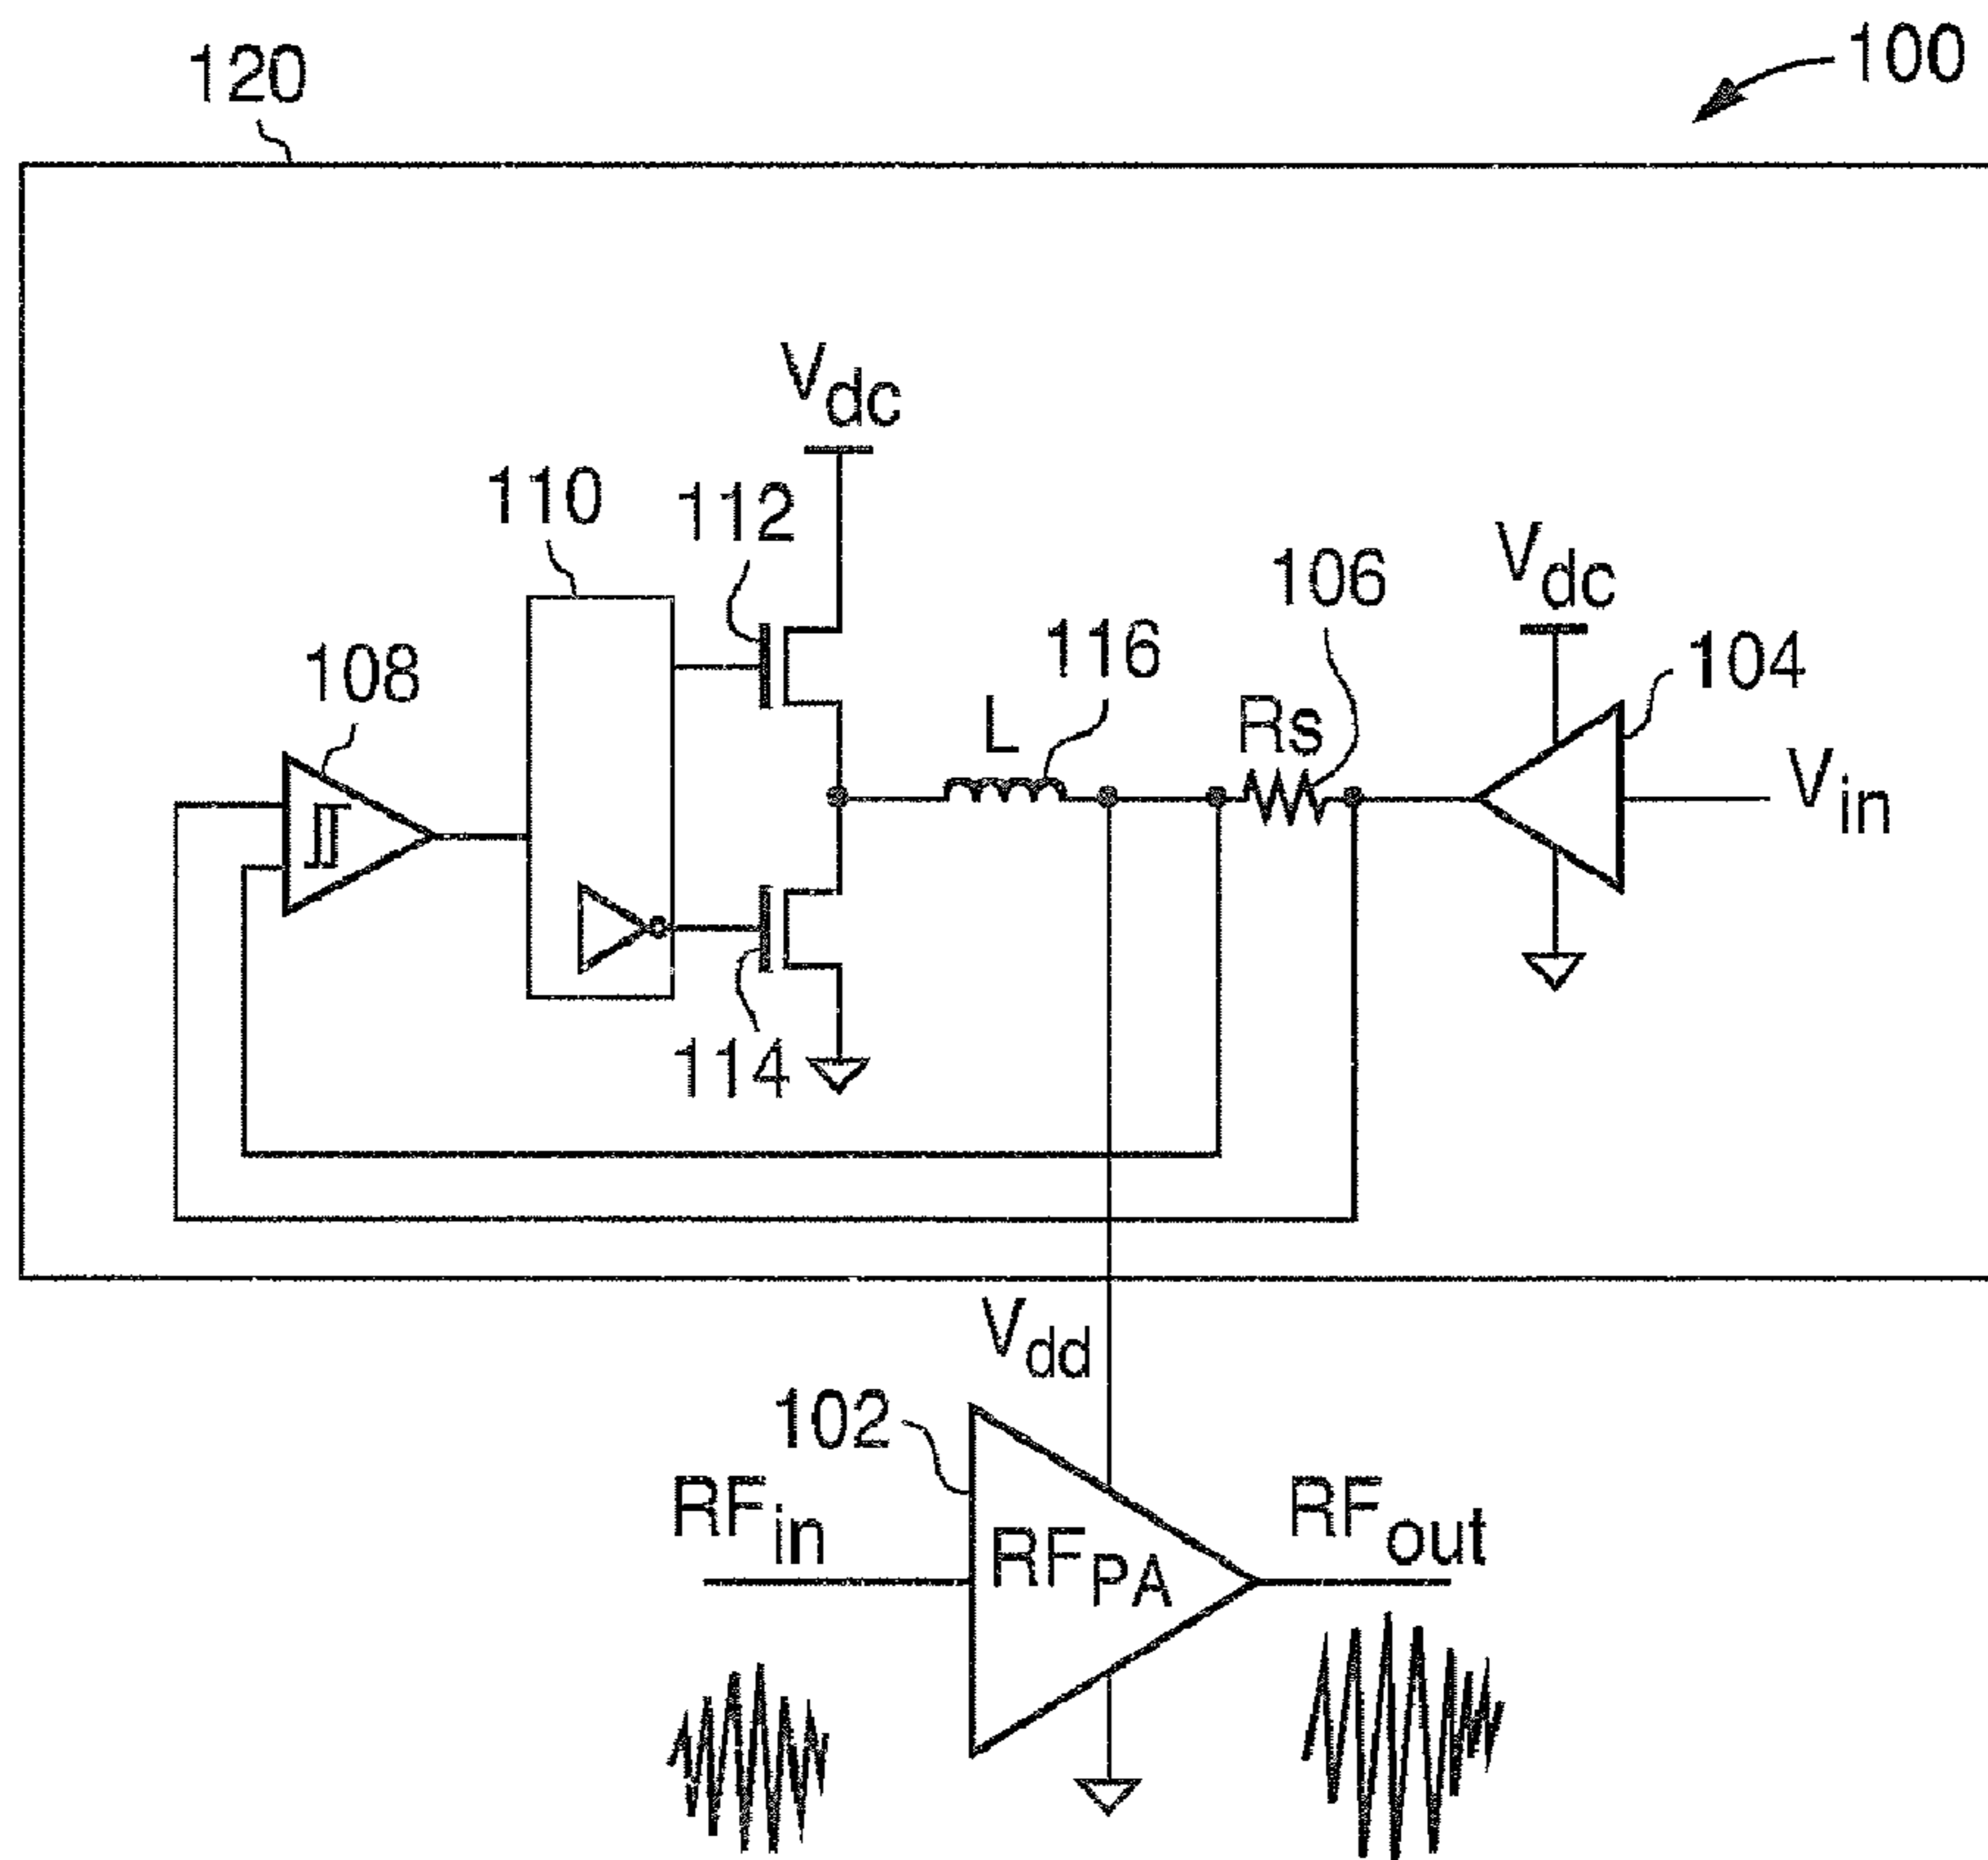 120
100
Vdc
110
112
Vdc
106
108
116
104
L
Rs
Vin
114
Vdd
102
RFin
RFout
RFPA